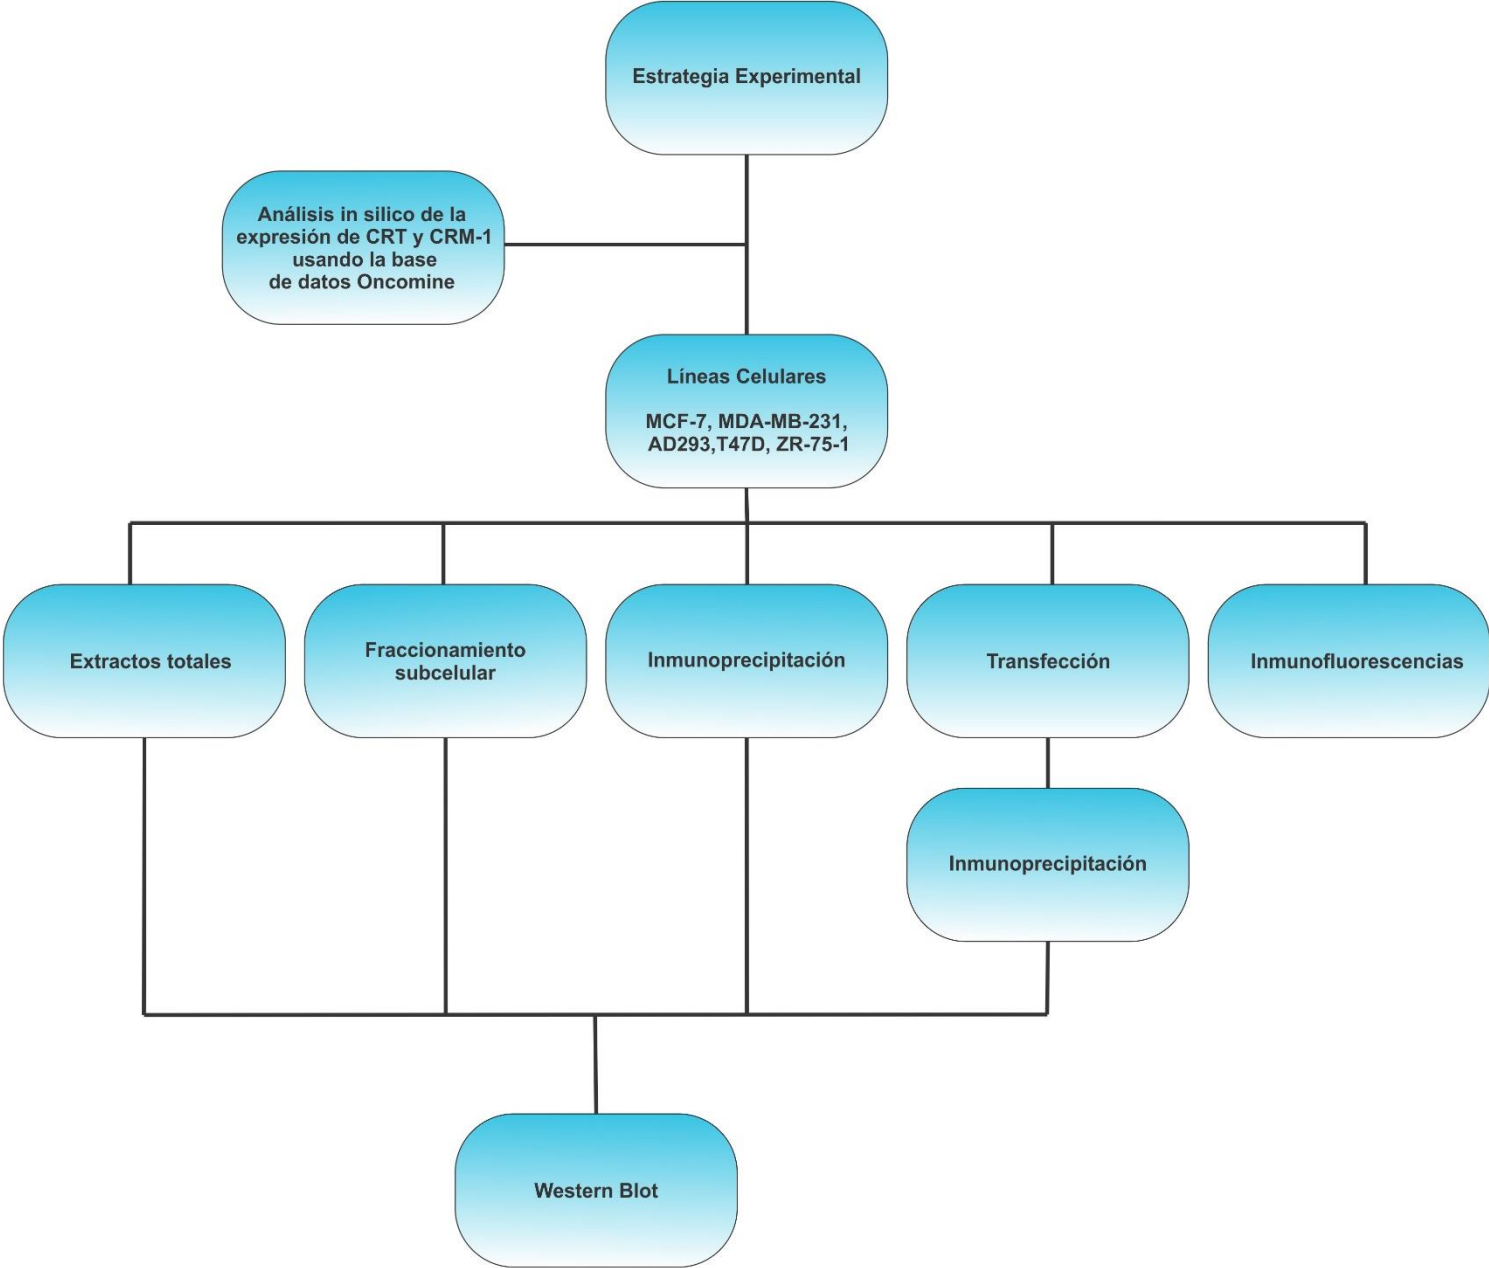 Estrategia Experimental
Análisis in silico de la
expresión de CRT y CRM-1
usando la base
de datos Oncomine
Líneas Celulares
MCF-7, MDA-MB-231,
AD293,T47D, ZR-75-1
Extractos totales
Fraccionamiento
subcelular
Inmunoprecipitación
Transfección
Inmunofluorescencias
Inmunoprecipitación
Western Blot